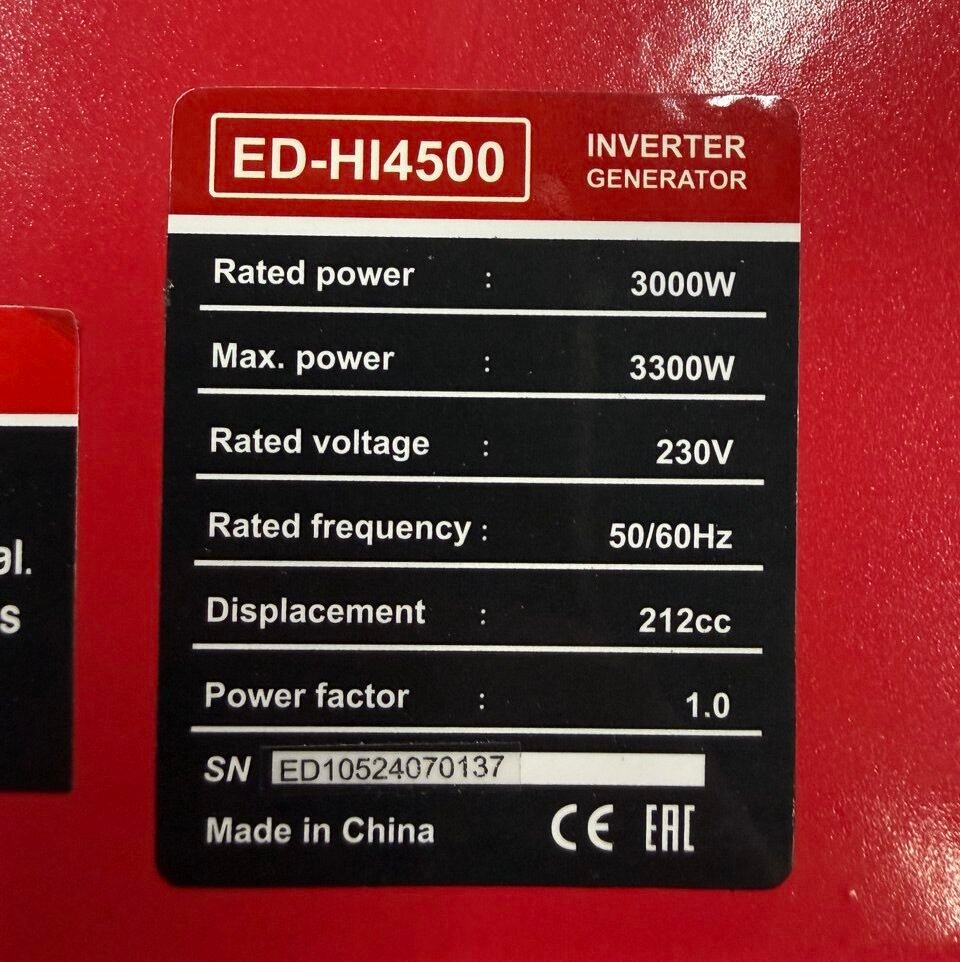 ED-HI4500
INVERTER
GENERATOR
Rated power : 3000W
Max. power : 3300W
Rated voltage : 230V
Rated frequency : 50/60Hz
Displacement : 212cc
Power factor : 1.0
SN ED10524070137
Made in China CE EAC